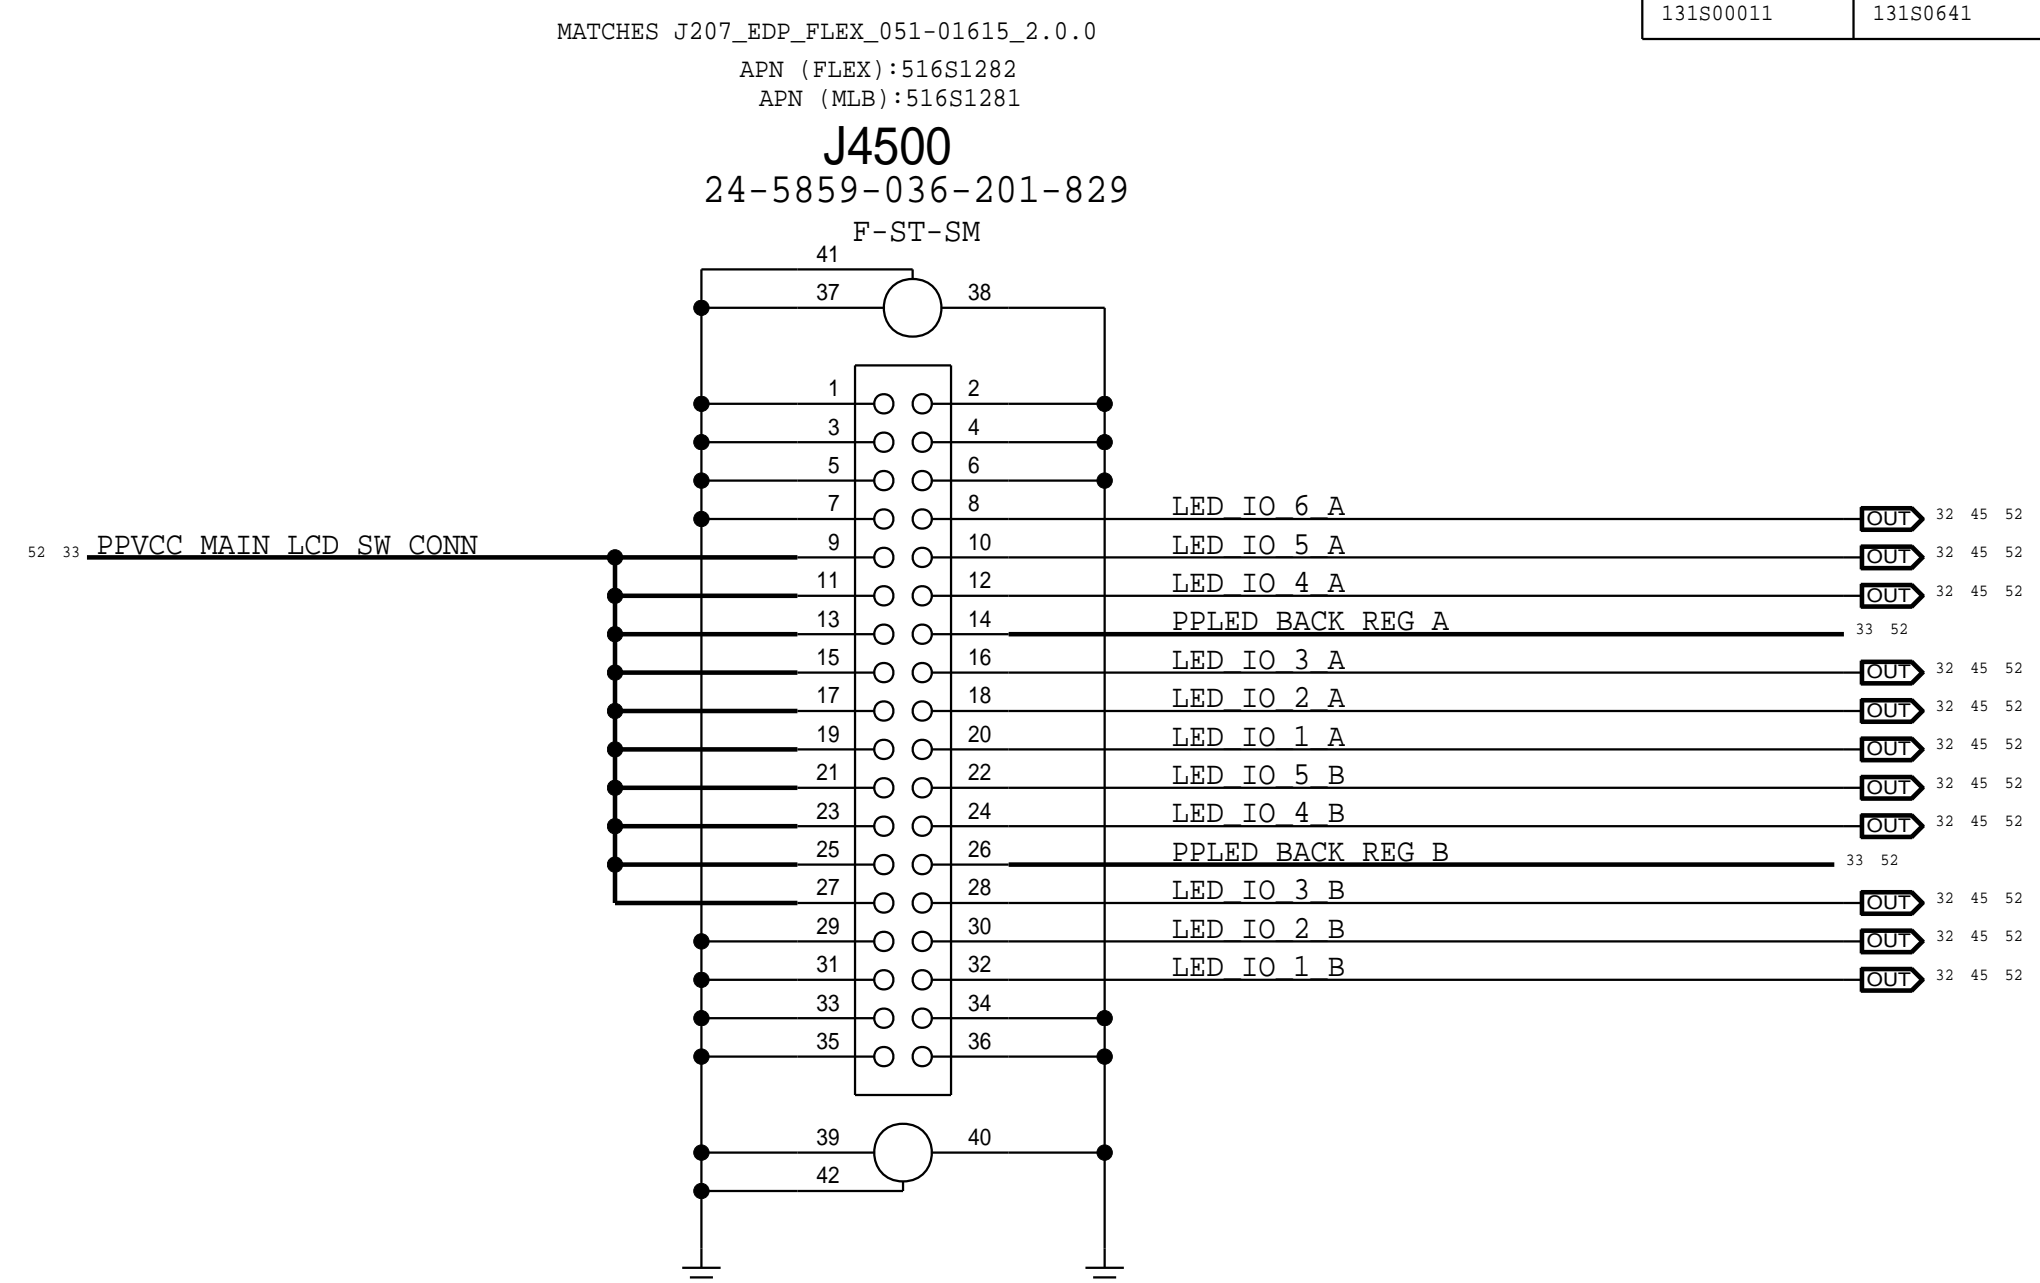 131S00011 131S0641
MATCHES J207_EDP_FLEX_051-01615_2.0.0
APN (FLEX):516S1282
APN (MLB):516S1281
J4500
24-5859-036-201-829
F-ST-SM
41
37 38
1 2
3 4
5 6
7 8 LED_IO_6_A OUT 32 45 52
52 33 PPVCC_MAIN_LCD_SW_CONN 9 10 LED_IO_5_A OUT 32 45 52
11 12 LED_IO_4_A OUT 32 45 52
13 14 PPLED_BACK_REG_A 33 52
15 16 LED_IO_3_A OUT 32 45 52
17 18 LED_IO_2_A OUT 32 45 52
19 20 LED_IO_1_A OUT 32 45 52
21 22 LED_IO_5_B OUT 32 45 52
23 24 LED_IO_4_B OUT 32 45 52
25 26 PPLED_BACK_REG_B 33 52
27 28 LED_IO_3_B OUT 32 45 52
29 30 LED_IO_2_B OUT 32 45 52
31 32 LED_IO_1_B OUT 32 45 52
33 34
35 36
39 40
42